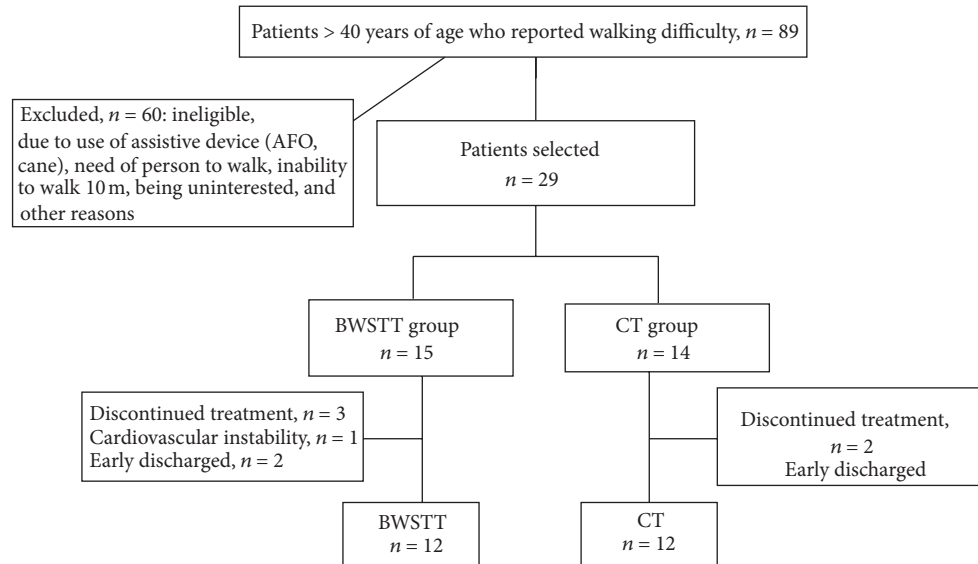 Patients > 40 years of age who reported walking difficulty, n = 89
Excluded, n = 60: ineligible,
due to use of assistive device (AFO,
cane), need of person to walk, inability
to walk 10 m, being uninterested, and
other reasons
Patients selected
n = 29
BWSTT group
n = 15
CT group
n = 14
Discontinued treatment, n = 3
Cardiovascular instability, n = 1
Early discharged, n = 2
Discontinued treatment,
n = 2
Early discharged
BWSTT
n = 12
CT
n = 12